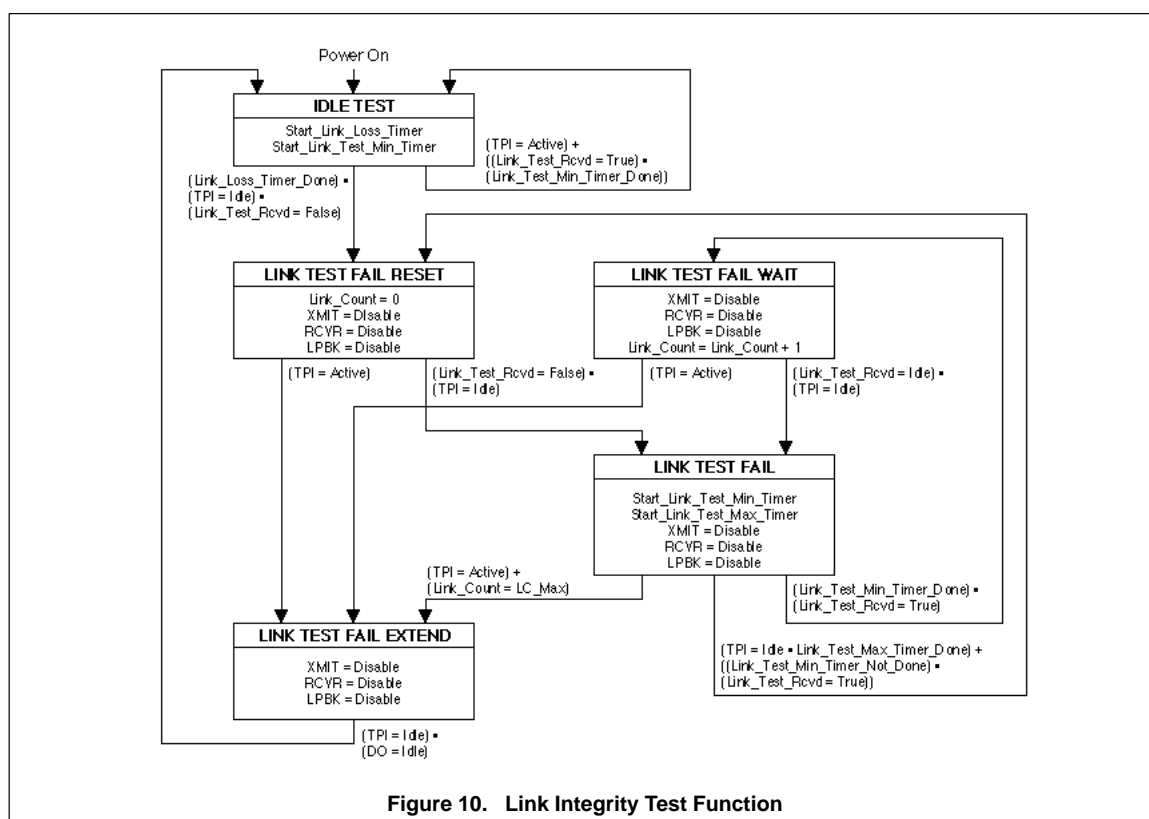 Power On
IDLE TEST
Start_Link_Loss_Timer
Start_Link_Test_Min_Timer
(TPI = Active) +
((Link_Test_Rcvd = True) ▪
(Link_Test_Min_Timer_Done))
(Link_Loss_Timer_Done) ▪
(TPI = Idle) ▪
(Link_Test_Rcvd = False)
LINK TEST FAIL RESET
Link_Count = 0
XMIT = DIsable
RCVR = Disable
LPBK = Disable
LINK TEST FAIL WAIT
XMIT = Disable
RCVR = Disable
LPBK = Disable
Link_Count = Link_Count + 1
(TPI = Active)
(Link_Test_Rcvd = False) ▪
(TPI = Idle)
(TPI = Active)
(Link_Test_Rcvd = Idle) ▪
(TPI = Idle)
LINK TEST FAIL
Start_Link_Test_Min_Timer
Start_Link_Test_Max_Timer
XMIT = Disable
RCVR = Disable
LPBK = Disable
(TPI = Active) +
(Link_Count = LC_Max)
(Link_Test_Min_Timer_Done) ▪
(Link_Test_Rcvd = True)
LINK TEST FAIL EXTEND
XMIT = Disable
RCVR = Disable
LPBK = Disable
(TPI = Idle ▪ Link_Test_Max_Timer_Done) +
((Link_Test_Min_Timer_Not_Done) ▪
(Link_Test_Rcvd = True))
(TPI = Idle) ▪
(DO = Idle)
Figure 10. Link Integrity Test Function